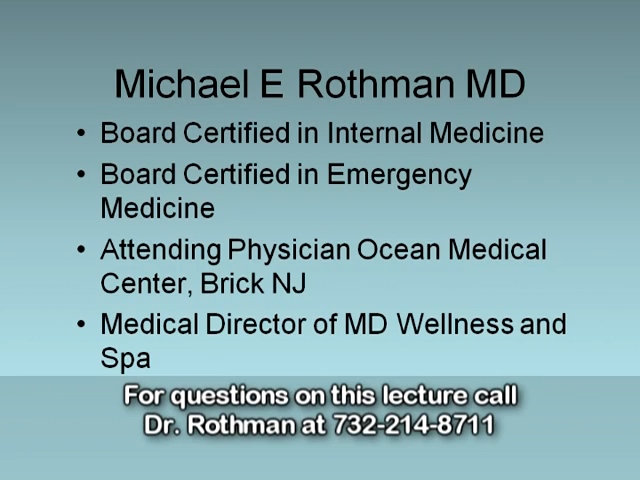 Michael E Rothman MD
• Board Certified in Internal Medicine
• Board Certified in Emergency
Medicine
• Attending Physician Ocean Medical
Center, Brick NJ
• Medical Director of MD Wellness and
Spa
For questions on this lecture call
Dr. Rothman at 732-214-8711